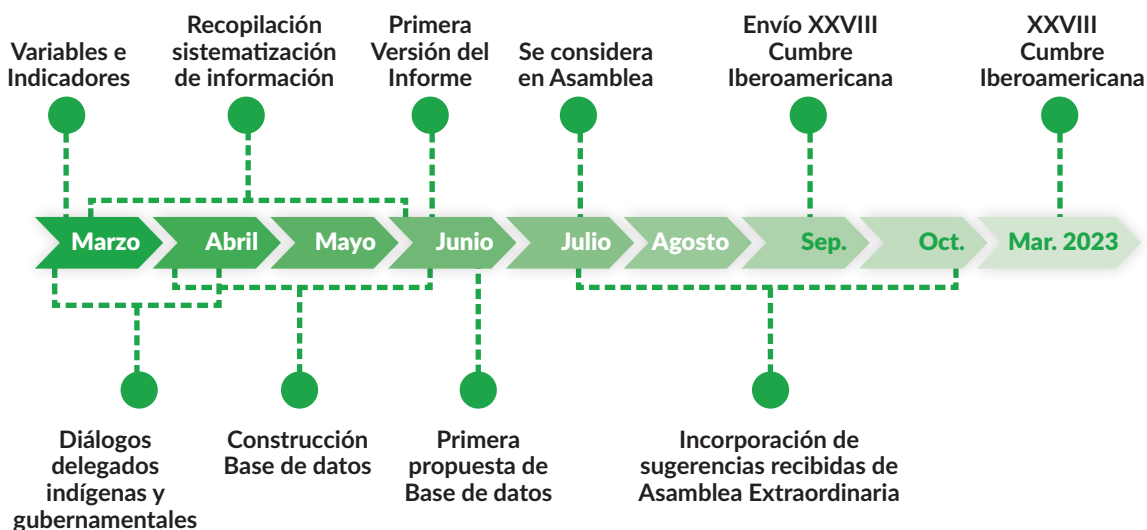 Variables e
Indicadores
Recopilación
sistematización
de información
Primera
Versión del
Informe
Se considera
en Asamblea
Envío XXVIII
Cumbre
Iberoamericana
XXVIII
Cumbre
Iberoamericana
Marzo
Abril
Mayo
Junio
Julio
Agosto
Sep.
Oct.
Mar. 2023
Diálogos
delegados
indígenas y
gubernamentales
Construcción
Base de datos
Primera
propuesta de
Base de datos
Incorporación de
sugerencias recibidas de
Asamblea Extraordinaria